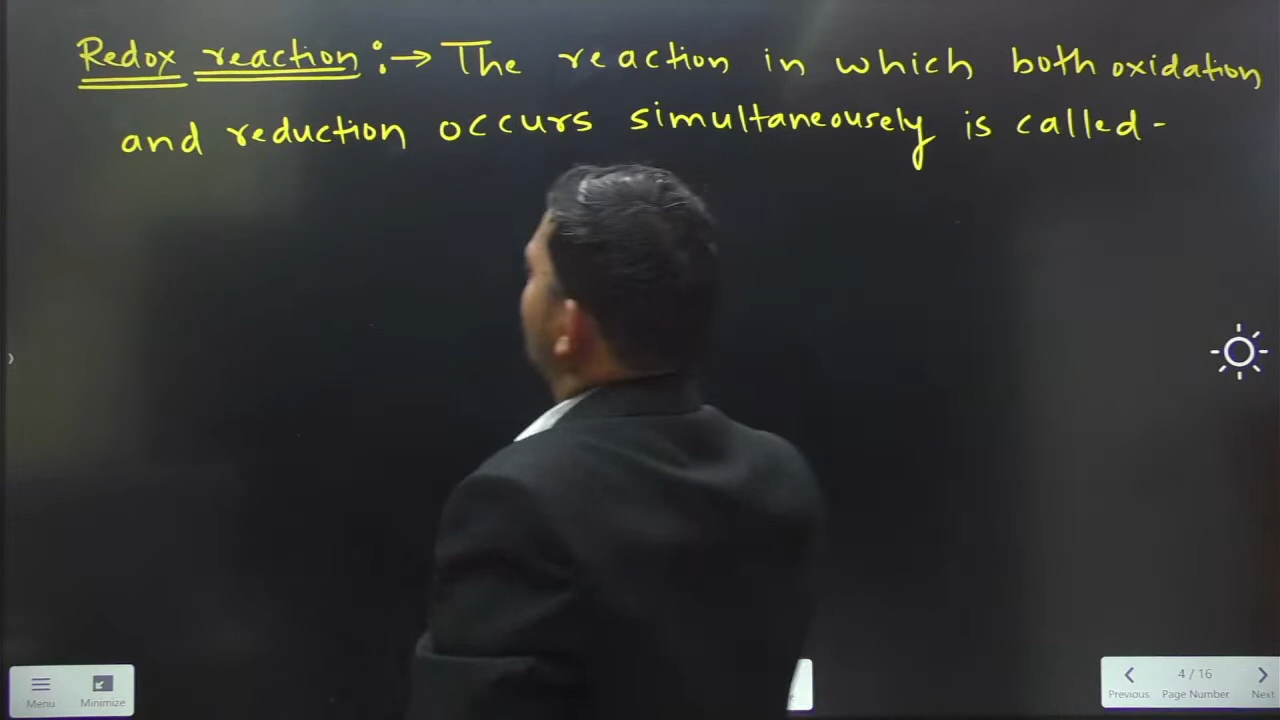 Redox reaction :→ The reaction in which both oxidation
and reduction occurs simultaneousely is called -
Menu
Minimize
4 / 16
Previous
Page Number
Next